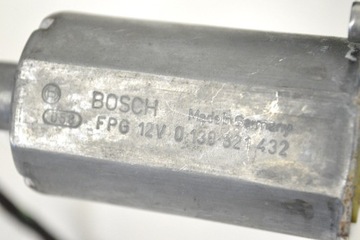 BOSCH Made in Germany
FPG 12V 0 130 821 432